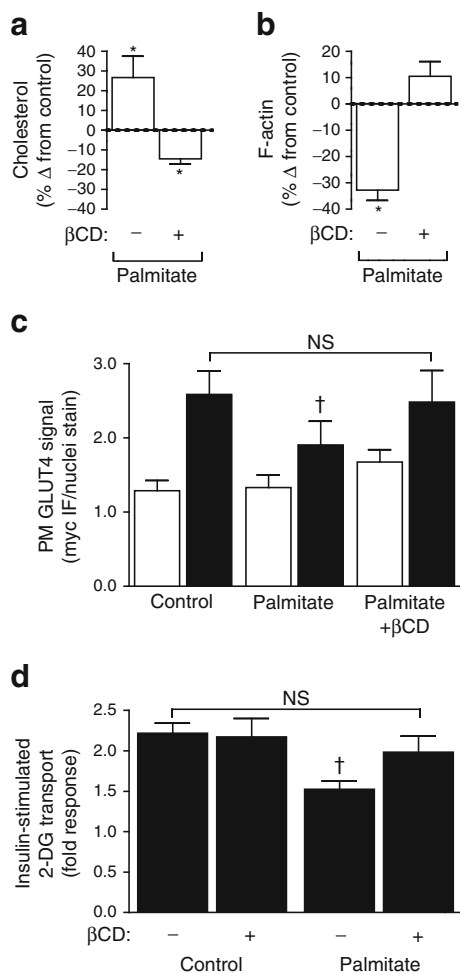 a
Cholesterol
(% Δ from control)
40
30
20
10
0
−10
−20
−30
−40
*
*
βCD: − +
Palmitate
b
F-actin
(% Δ from control)
20
10
0
−10
−20
−30
−40
*
βCD: − +
Palmitate
c
PM GLUT4 signal
(myc IF/nuclei stain)
3.0
2.0
1.0
0.0
NS
†
Control Palmitate Palmitate
+βCD
d
Insulin-stimulated
2-DG transport
(fold response)
2.5
2.0
1.5
1.0
0.5
0.0
NS
†
βCD: − + − +
Control Palmitate